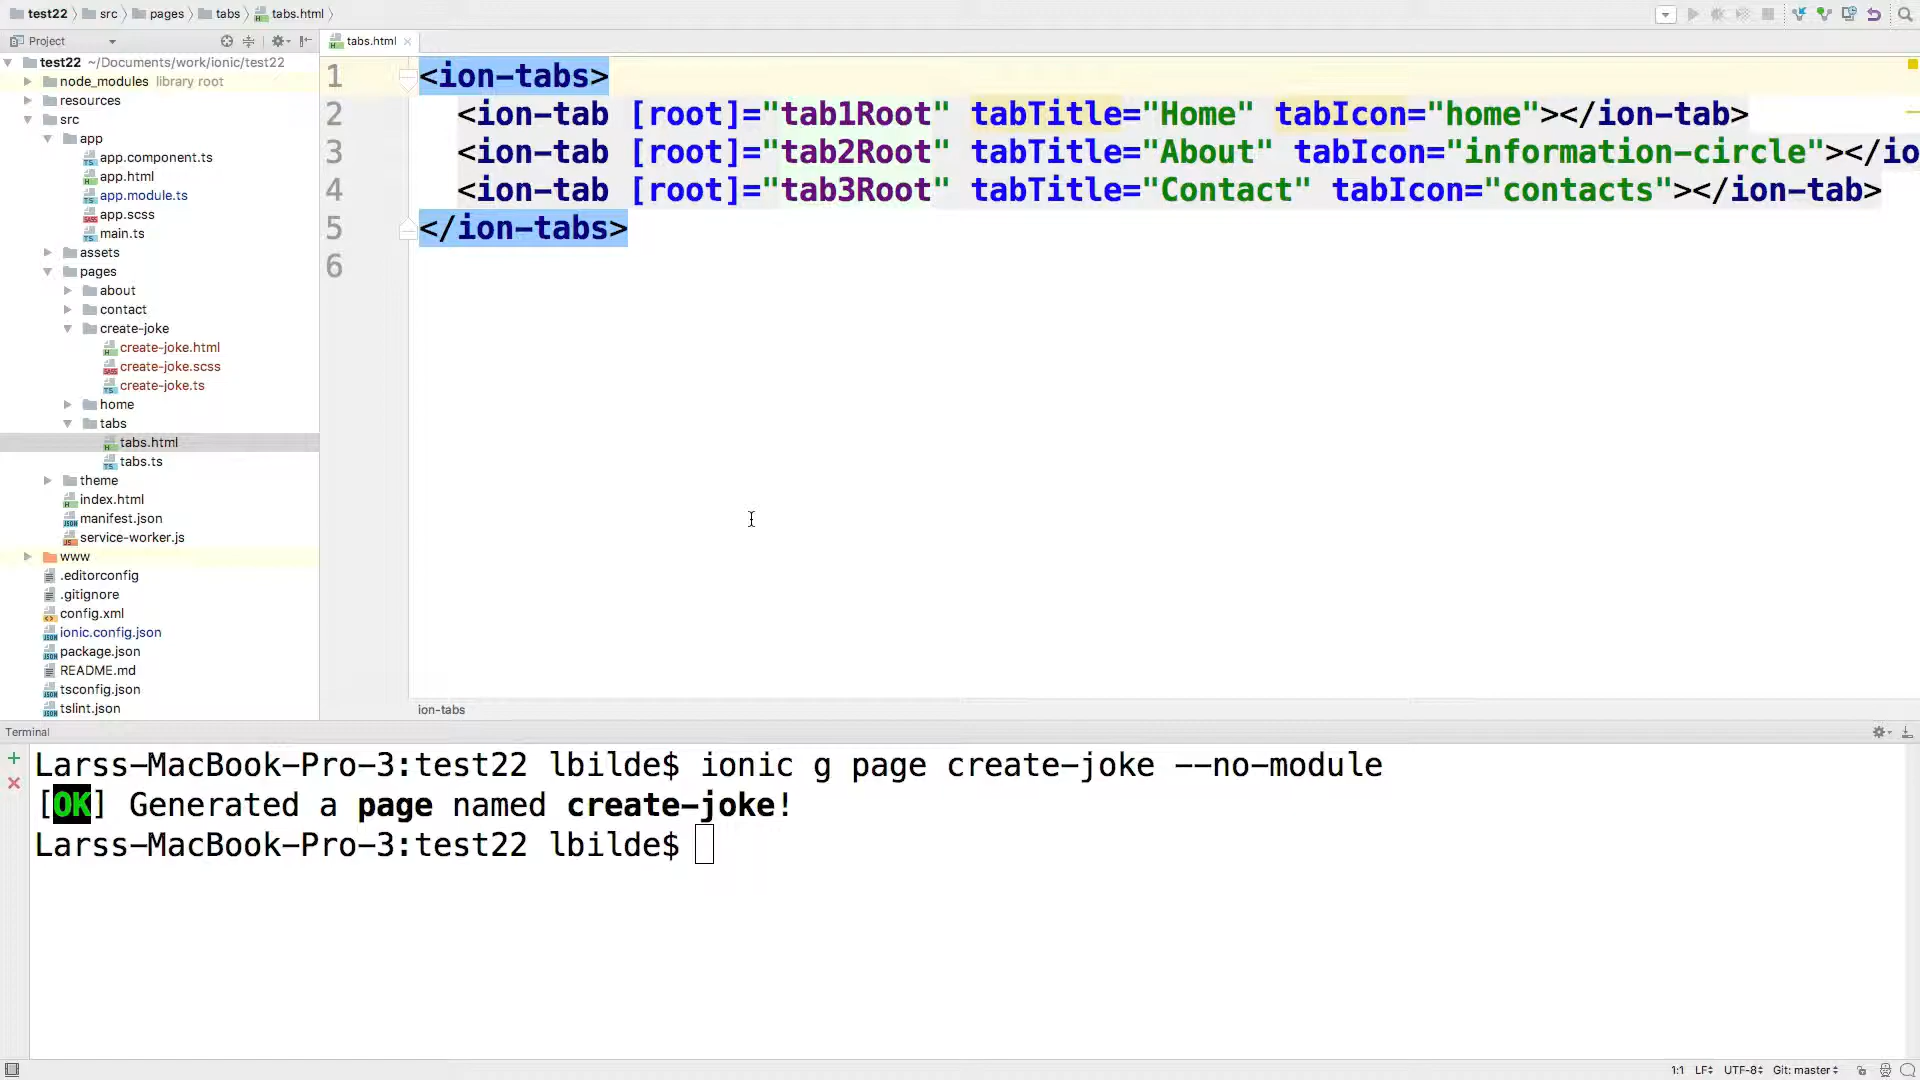 test22 src pages tabs tabs.html
Project
tabs.html
test22 ~/Documents/work/ionic/test22
node_modules library root
resources
src
app
app.component.ts
app.html
app.module.ts
app.scss
main.ts
assets
pages
about
contact
create-joke
create-joke.html
create-joke.scss
create-joke.ts
home
tabs
tabs.html
tabs.ts
theme
index.html
manifest.json
service-worker.js
www
.editorconfig
.gitignore
config.xml
ionic.config.json
package.json
README.md
tsconfig.json
tslint.json
1 <ion-tabs>
2 <ion-tab [root]="tab1Root" tabTitle="Home" tabIcon="home"></ion-tab>
3 <ion-tab [root]="tab2Root" tabTitle="About" tabIcon="information-circle"></io
4 <ion-tab [root]="tab3Root" tabTitle="Contact" tabIcon="contacts"></ion-tab>
5 </ion-tabs>
6
ion-tabs
Terminal
Larss-MacBook-Pro-3:test22 lbilde$ ionic g page create-joke --no-module
[OK] Generated a page named create-joke!
Larss-MacBook-Pro-3:test22 lbilde$
1:1 LF UTF-8 Git: master